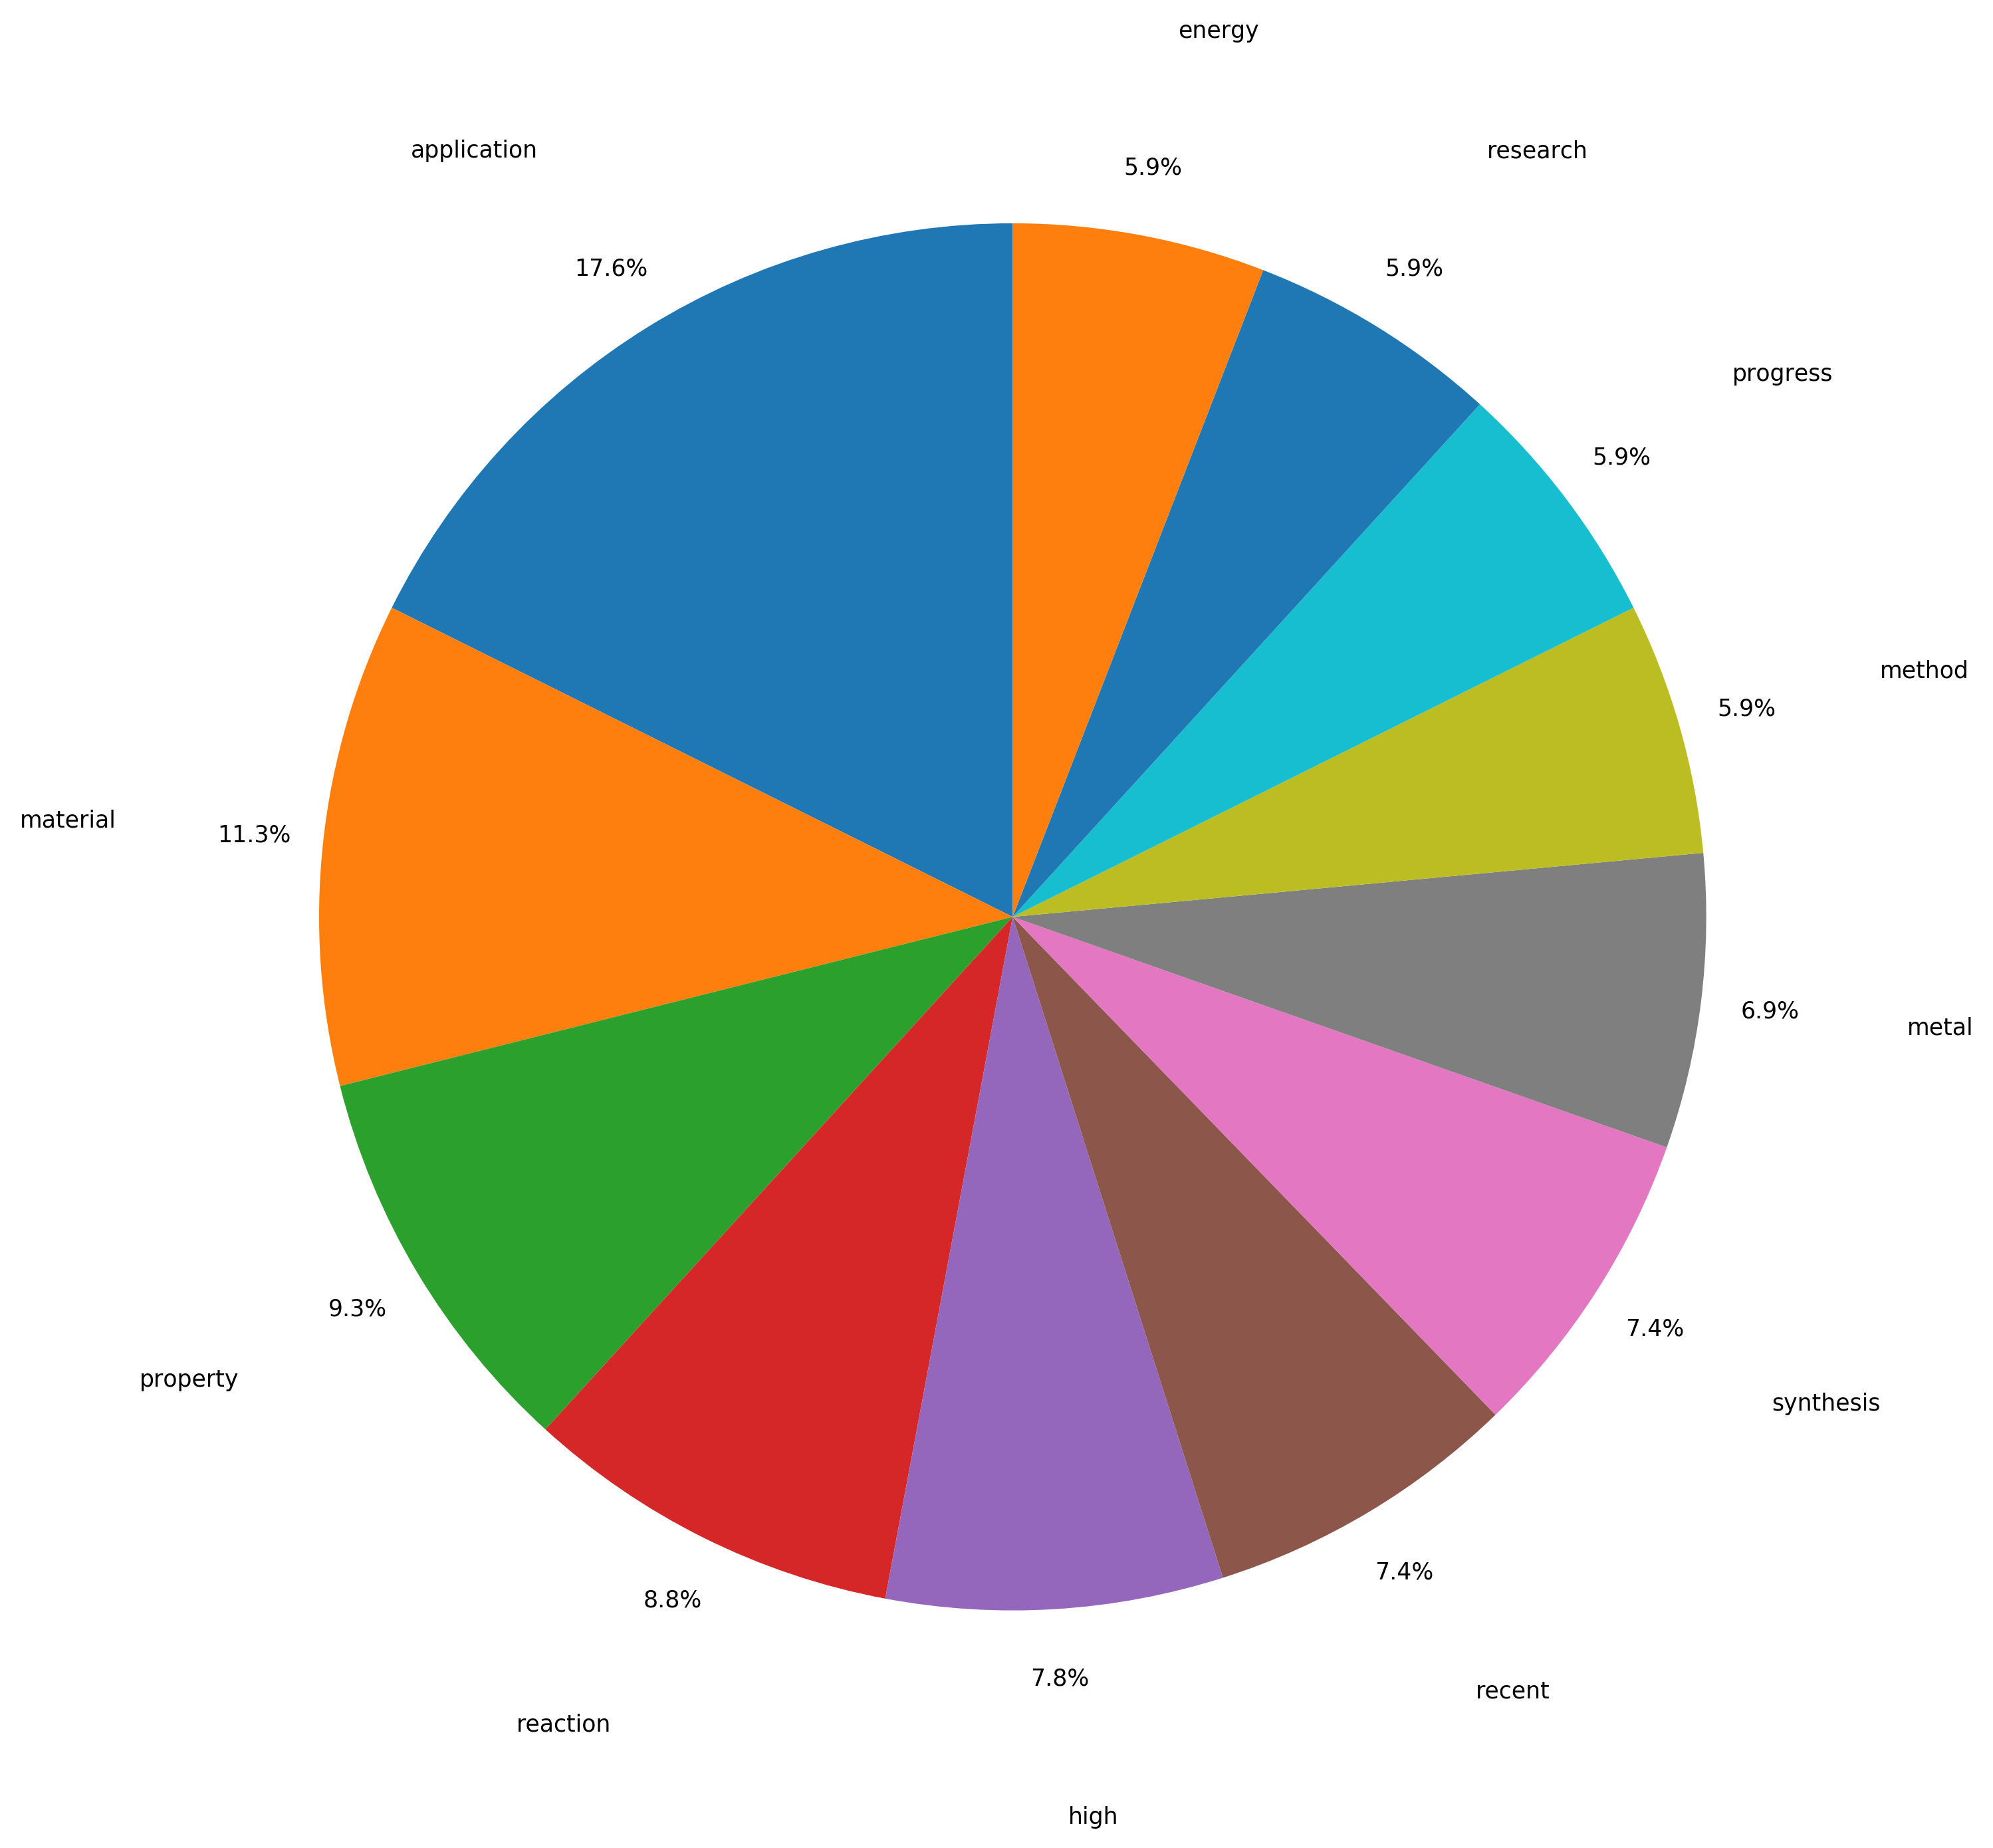 energy
application
research
5.9%
17.6%
5.9%
progress
5.9%
method
5.9%
material
11.3%
6.9%
metal
9.3%
7.4%
property
synthesis
7.4%
8.8%
7.8%
recent
reaction
high